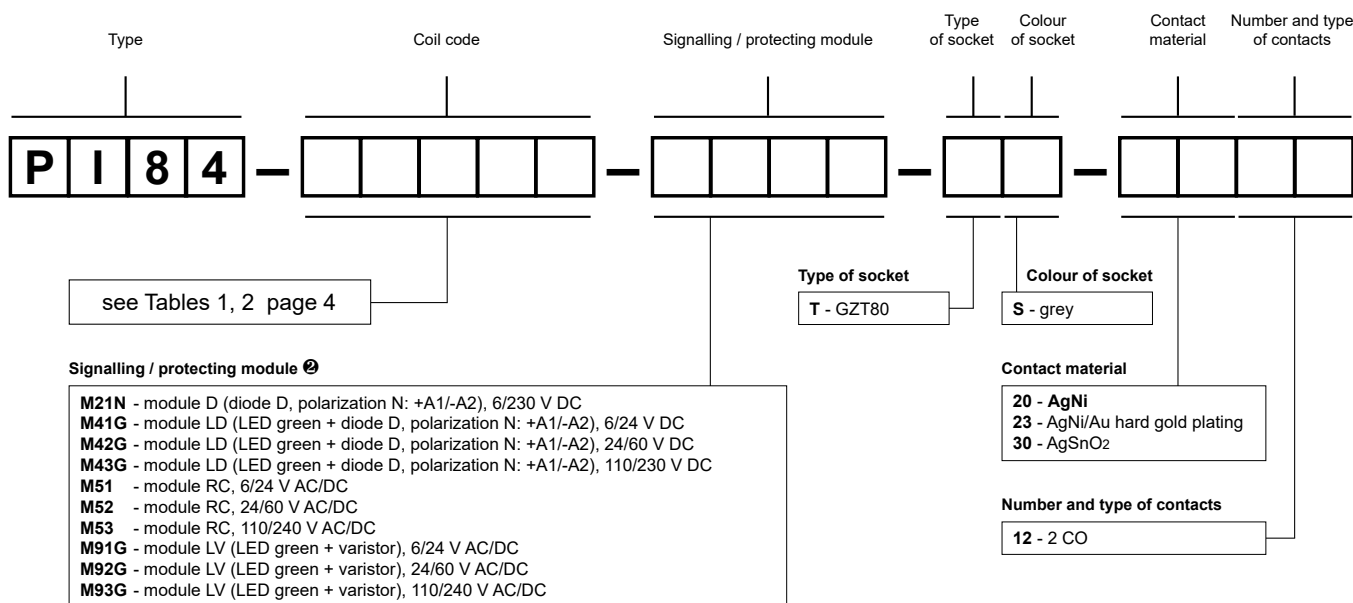 Type
Coil code
Signalling / protecting module
Type
of socket
Colour
of socket
Contact
material
Number and type
of contacts
PI84 – – – –
see Tables 1, 2 page 4
Type of socket
T - GZT80
Colour of socket
S - grey
Signalling / protecting module ❷
M21N - module D (diode D, polarization N: +A1/-A2), 6/230 V DC
M41G - module LD (LED green + diode D, polarization N: +A1/-A2), 6/24 V DC
M42G - module LD (LED green + diode D, polarization N: +A1/-A2), 24/60 V DC
M43G - module LD (LED green + diode D, polarization N: +A1/-A2), 110/230 V DC
M51 - module RC, 6/24 V AC/DC
M52 - module RC, 24/60 V AC/DC
M53 - module RC, 110/240 V AC/DC
M91G - module LV (LED green + varistor), 6/24 V AC/DC
M92G - module LV (LED green + varistor), 24/60 V AC/DC
M93G - module LV (LED green + varistor), 110/240 V AC/DC
Contact material
20 - AgNi
23 - AgNi/Au hard gold plating
30 - AgSnO2
Number and type of contacts
12 - 2 CO